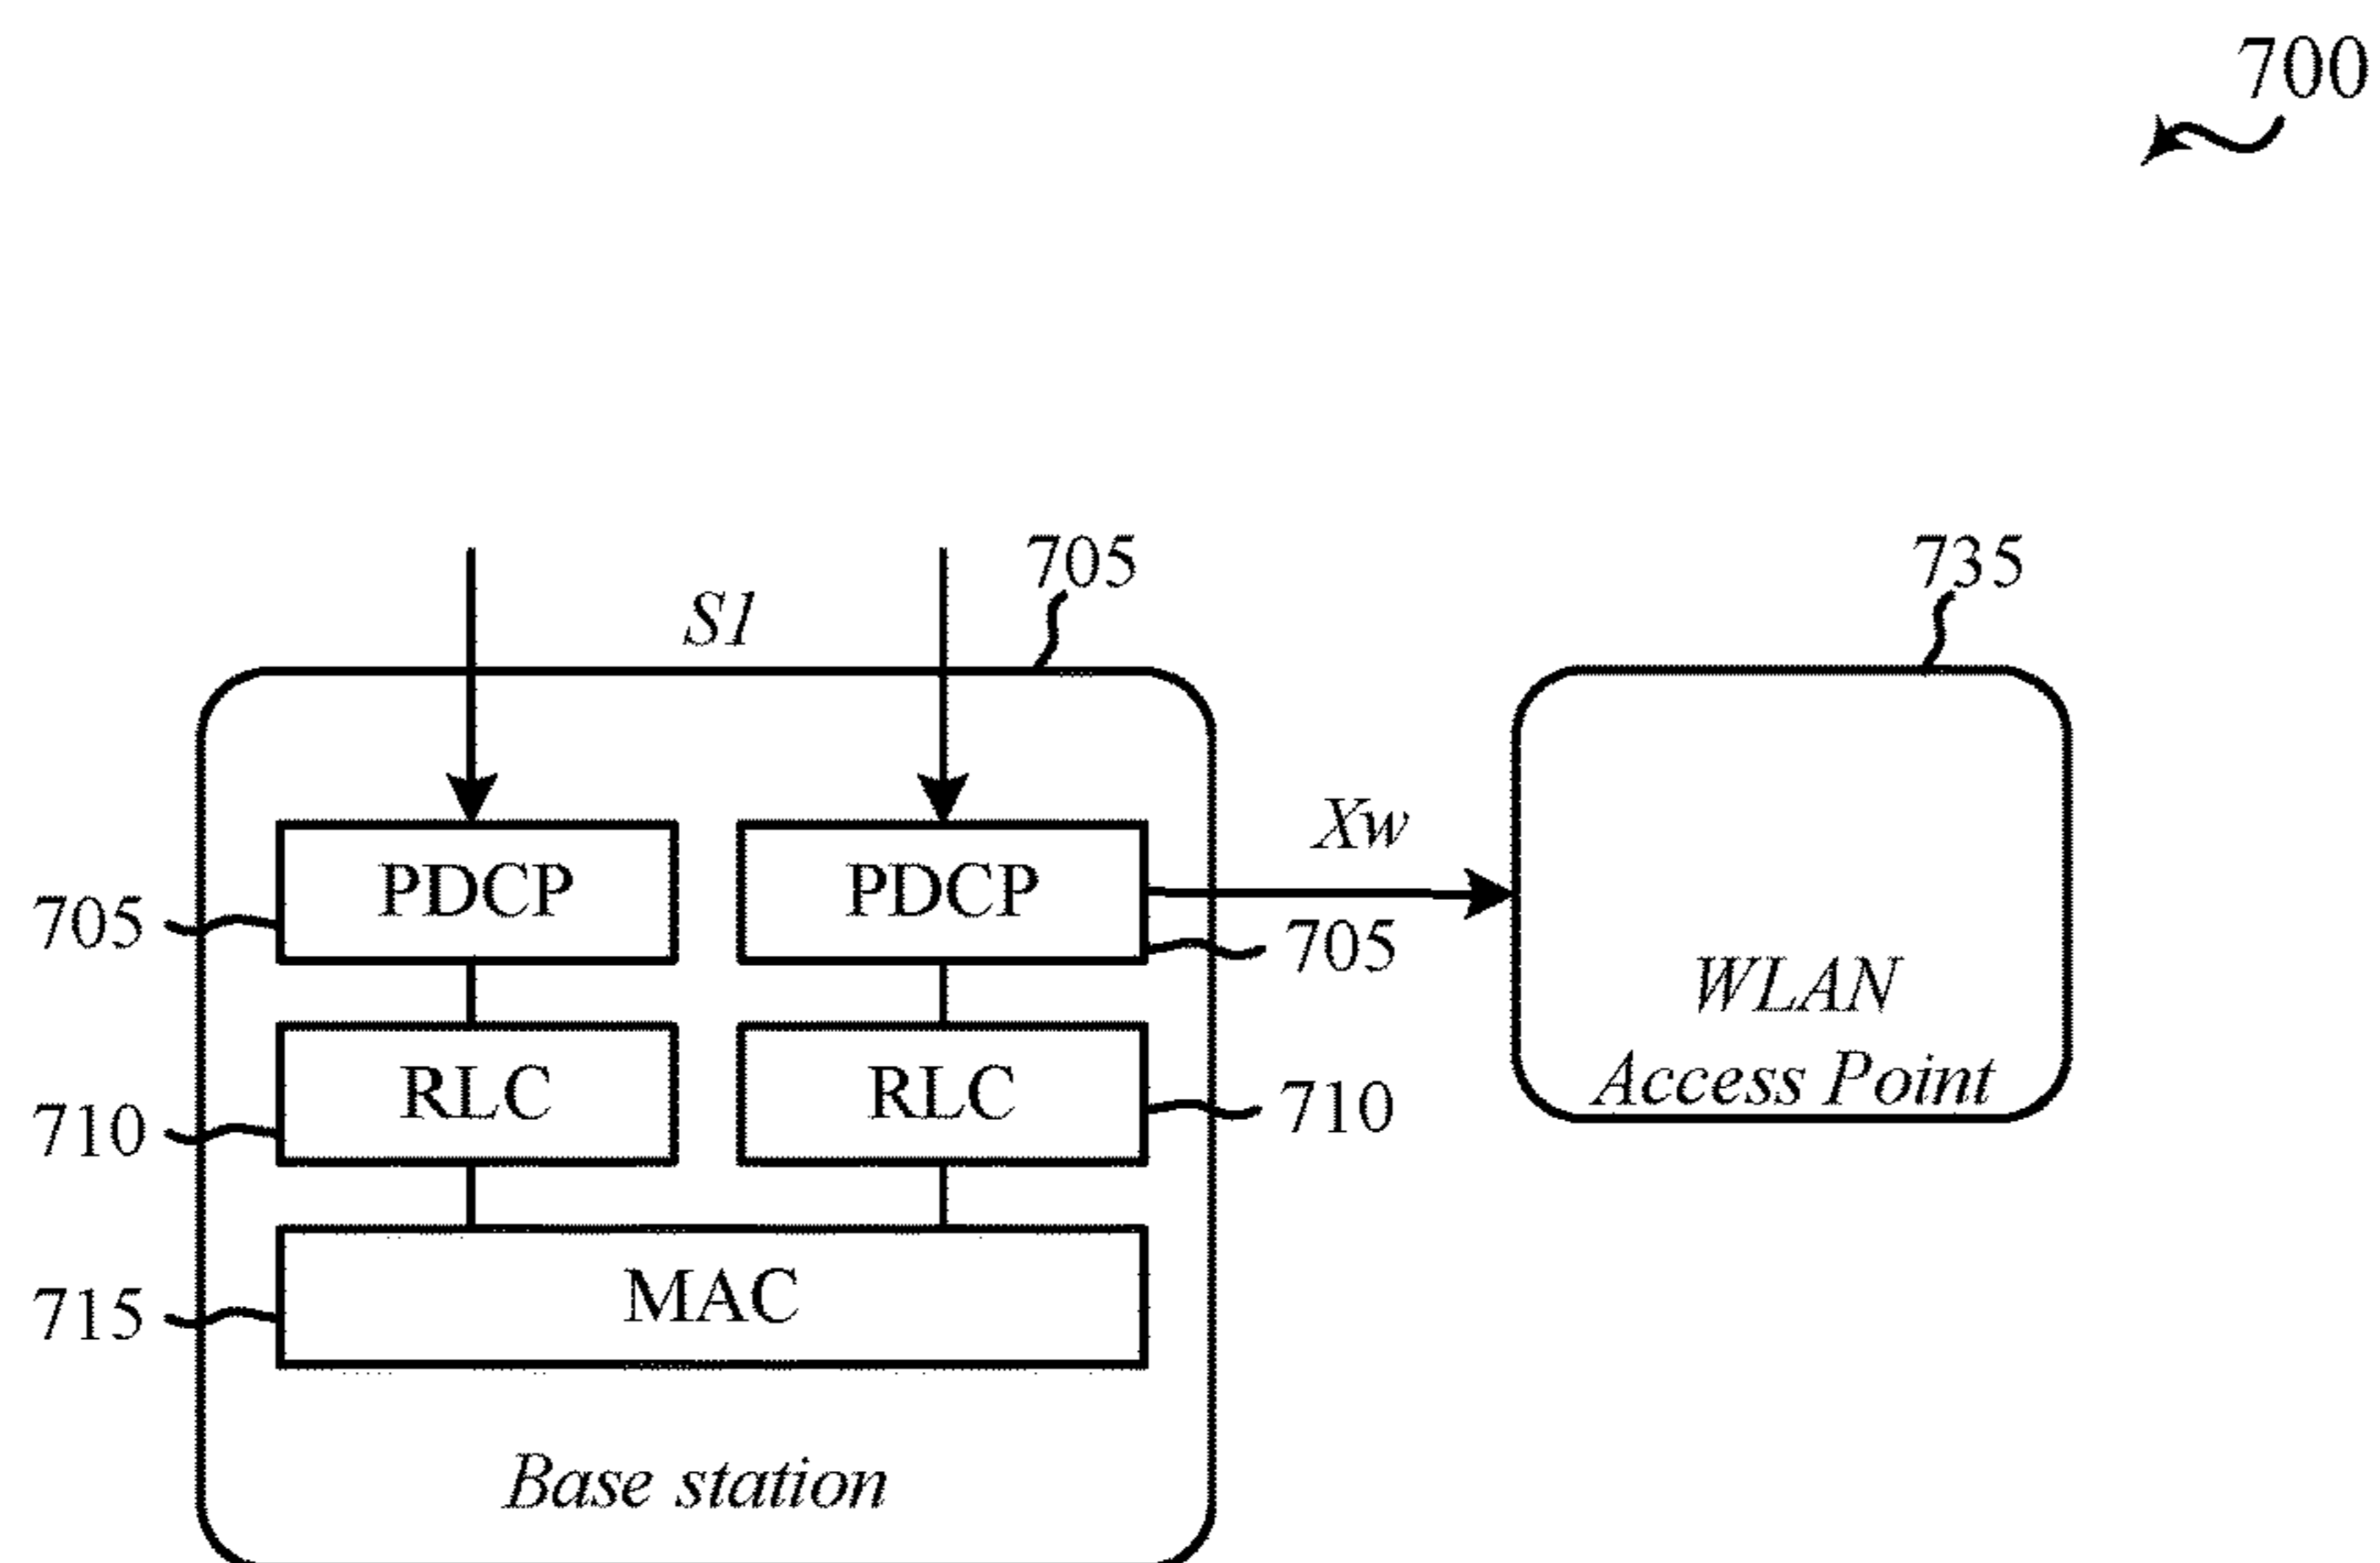 700
705
735
S1
PDCP
PDCP
Xw
705
705
RLC
RLC
WLAN
Access Point
710
710
MAC
715
Base station